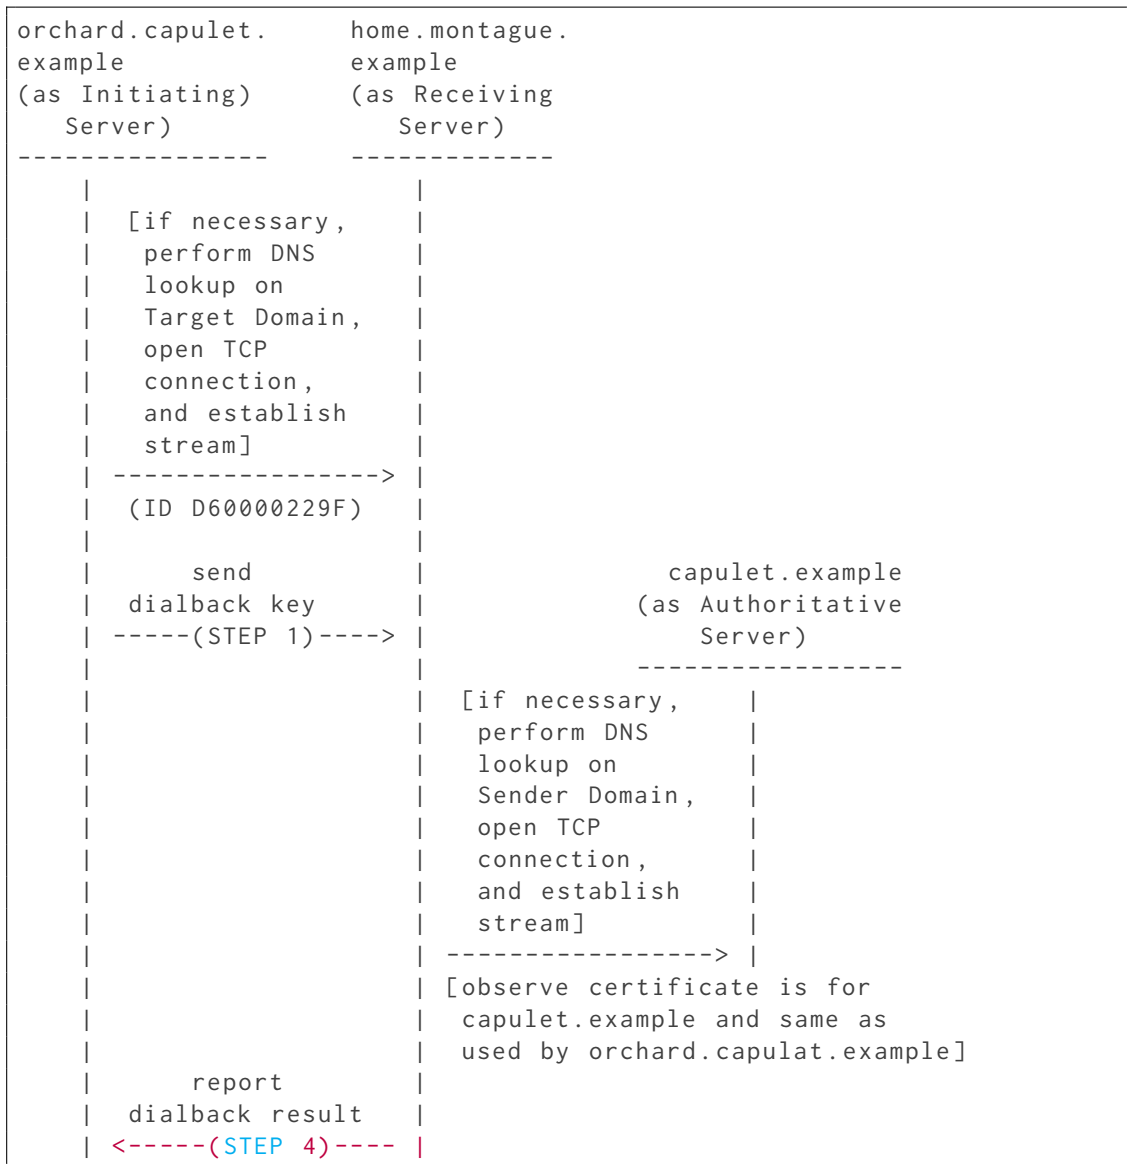 orchard.capulet.     home.montague.
example              example
(as Initiating)      (as Receiving
   Server)              Server)
----------------     -------------
    |                    |
    |  [if necessary,    |
    |   perform DNS      |
    |   lookup on        |
    |   Target Domain,   |
    |   open TCP         |
    |   connection,      |
    |   and establish    |
    |   stream]          |
    | -----------------> |
    |  (ID D60000229F)   |
    |                    |
    |      send          |               capulet.example
    |  dialback key      |             (as Authoritative
    | -----(STEP 1)----> |                 Server)
    |                    |             -----------------
    |                    |  [if necessary,    |
    |                    |   perform DNS      |
    |                    |   lookup on        |
    |                    |   Sender Domain,   |
    |                    |   open TCP         |
    |                    |   connection,      |
    |                    |   and establish    |
    |                    |   stream]          |
    |                    | -----------------> |
    |                    | [observe certificate is for
    |                    |  capulet.example and same as
    |                    |  used by orchard.capulat.example]
    |      report        |
    |  dialback result   |
    | <-----(STEP 4)---- |